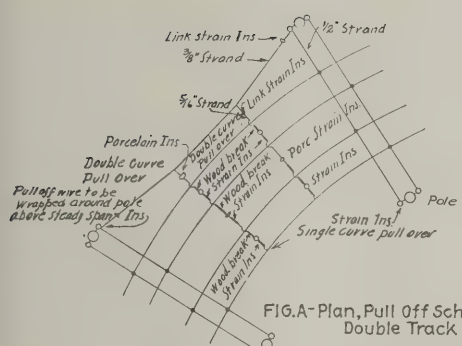 Link strain Ins
1/2" Strand
3/8" Strand
Link Strain Ins
5/16" Strand
Double Curve
Pull over
Porcelain Ins
Double Curve
Pull Over
Wood break
Strain Ins
Porc Strain Ins
Wood break
Strain Ins
Strain Ins
Pull off wire to be
wrapped around pole
above steady span
Ins
Pole
Strain Ins
Single curve pull over
Wood break
Strain Ins
FIG.A-Plan, Pull Off Sch
Double Track